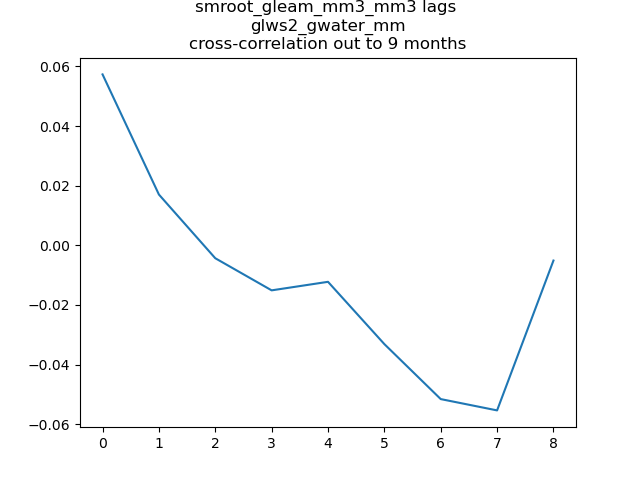 smroot_gleam_mm3_mm3 lags
glws2_gwater_mm
cross-correlation out to 9 months
0.06
0.04
0.02
0.00
−0.02
−0.04
−0.06
0 1 2 3 4 5 6 7 8